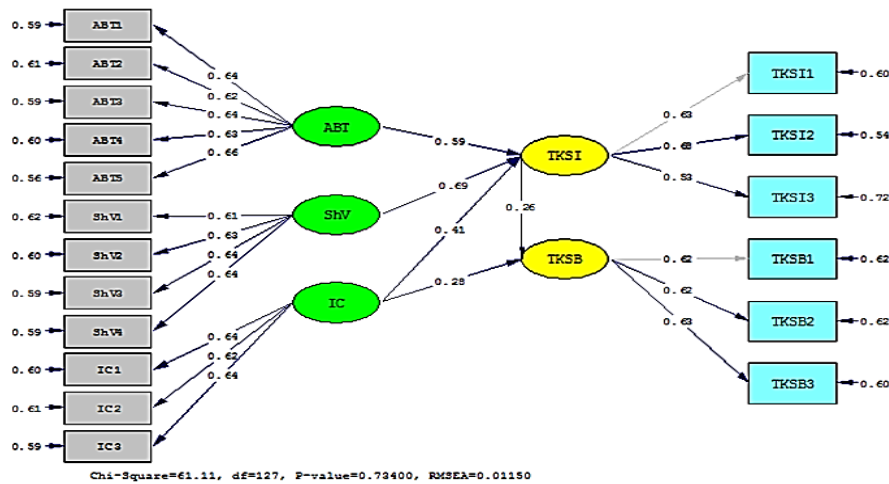 0.59 ABT1
0.61 ABT2
0.59 ABT3
0.60 ABT4
0.56 ABT5
0.62 ShV1
0.60 ShV2
0.59 ShV3
0.59 ShV4
0.60 IC1
0.61 IC2
0.59 IC3
0.64
0.62
0.64
0.63
0.66
0.61
0.63
0.64
0.64
0.64
0.62
0.64
ABT
ShV
IC
0.59
0.69
0.41
0.28
0.26
TKSI
TKSB
0.63
0.68
0.53
0.62
0.62
0.63
TKSI1 0.60
TKSI2 0.54
TKSI3 0.72
TKSB1 0.62
TKSB2 0.62
TKSB3 0.60
Chi-Square=61.11, df=127, P-value=0.73400, RMSEA=0.01150